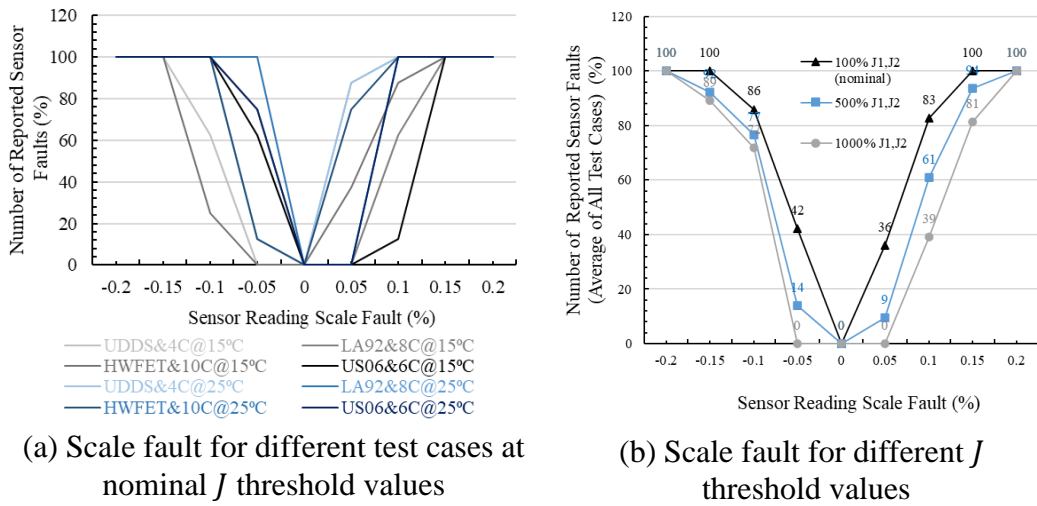 120
100
80
60
40
20
0
Number of Reported Sensor
Faults (%)
-0.2 -0.15 -0.1 -0.05 0 0.05 0.1 0.15 0.2
Sensor Reading Scale Fault (%)
UDDS&4C@15ºC LA92&8C@15ºC
HWFET&10C@15ºC US06&6C@15ºC
UDDS&4C@25ºC LA92&8C@25ºC
HWFET&10C@25ºC US06&6C@25ºC
(a) Scale fault for different test cases at
nominal J threshold values
120
100
80
60
40
20
0
Number of Reported Sensor Faults
(Average of All Test Cases) (%)
100 100 100 100
100% J1,J2
(nominal)
500% J1,J2
1000% J1,J2
89 86 83 81
42 61
36 39
14 9
0 0 0
-0.2 -0.15 -0.1 -0.05 0 0.05 0.1 0.15 0.2
Sensor Reading Scale Fault (%)
(b) Scale fault for different J
threshold values